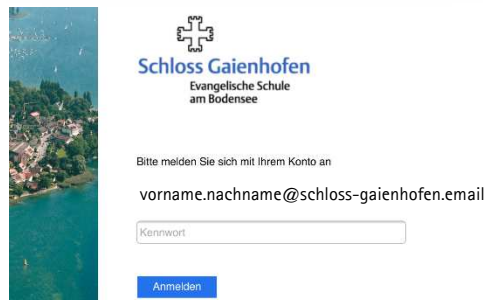 Schloss Gaienhofen
Evangelische Schule
am Bodensee
Bitte melden Sie sich mit Ihrem Konto an
vorname.nachname@schloss-gaienhofen.email
Kennwort
Anmelden